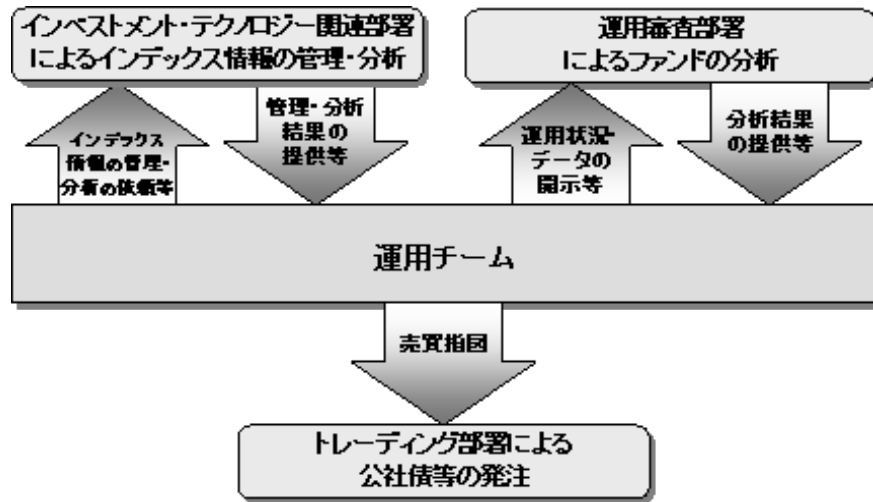 インベストメント・テクノロジー関連部署
によるインデックス情報の管理・分析
運用審査部署
によるファンドの分析
インデックス
情報の管理・
分析の依頼等
管理・分析
結果の
提供等
運用状況・
データの
開示等
分析結果
の提供等
運用チーム
売買指図
トレーディング部署による
公社債等の発注